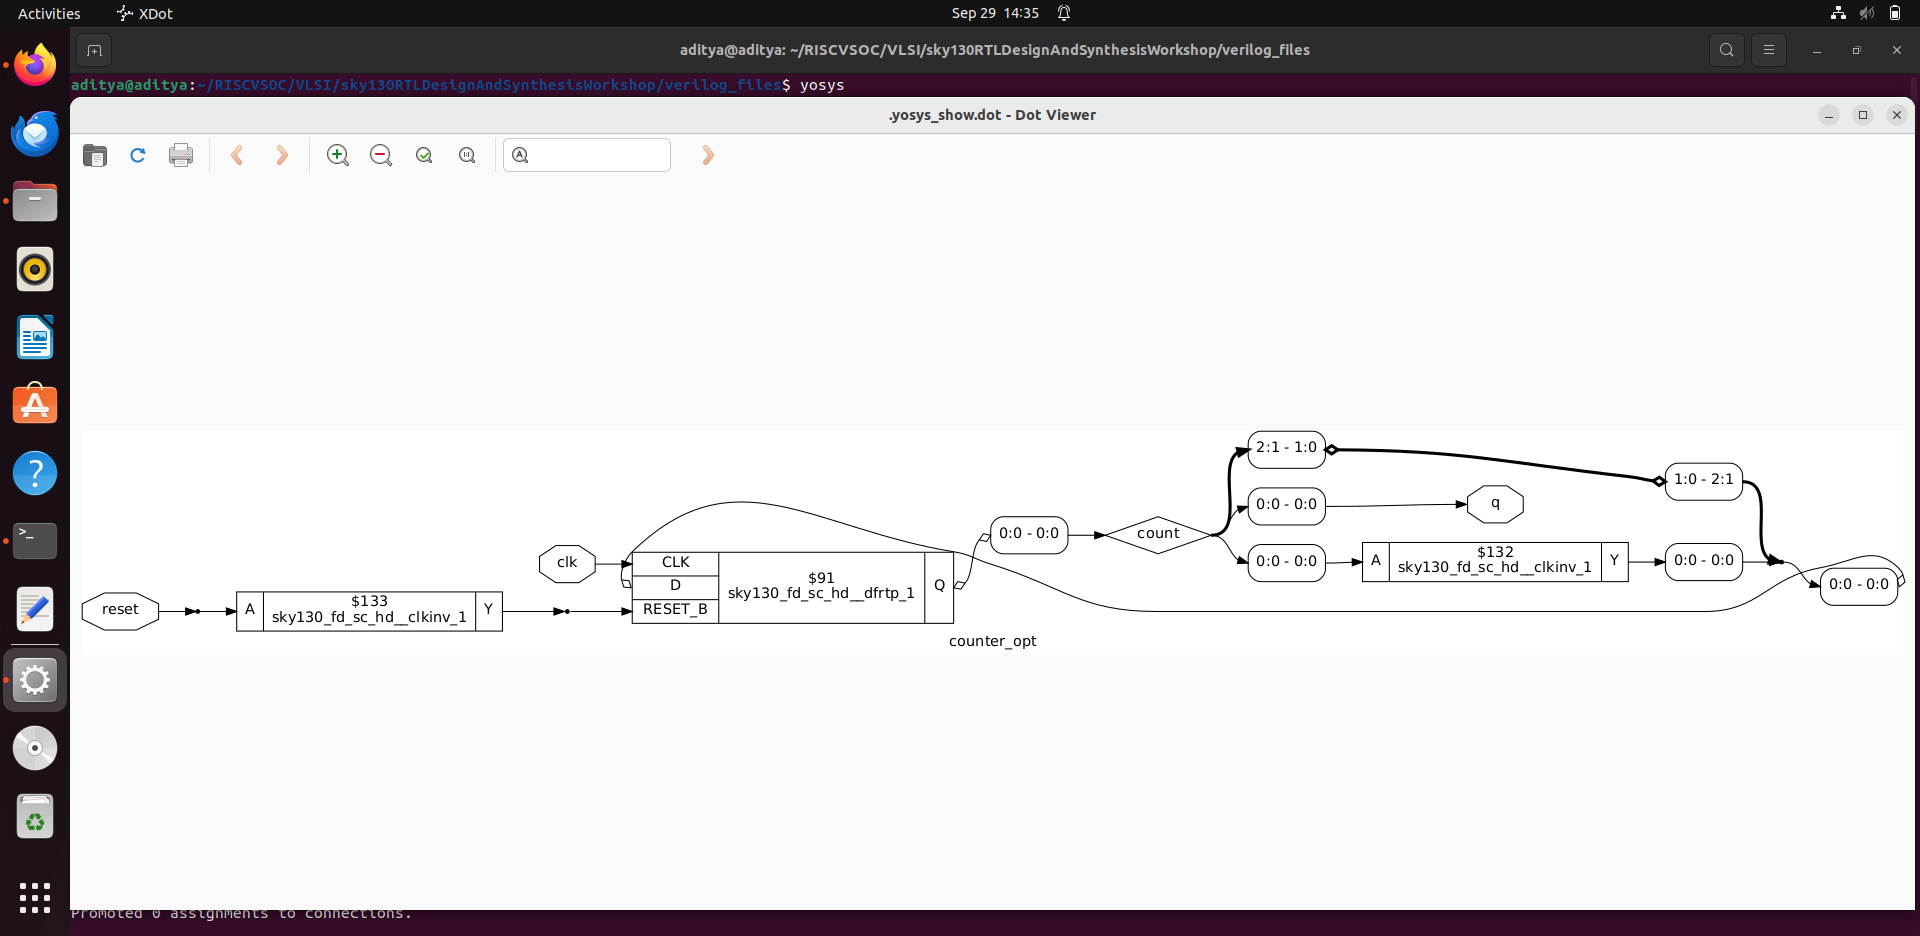 Activities XDot Sep 29 14:35
aditya@aditya: ~/RISCVSOC/VLSI/sky130RTLDesignAndSynthesisWorkshop/verilog_files
aditya@aditya:~/RISCVSOC/VLSI/sky130RTLDesignAndSynthesisWorkshop/verilog_files$ yosys
.yosys_show.dot - Dot Viewer
2:1 - 1:0
1:0 - 2:1
0:0 - 0:0
q
0:0 - 0:0
count
clk
CLK
D
RESET_B
$91
sky130_fd_sc_hd__dfrtp_1
Q
0:0 - 0:0
A
$132
sky130_fd_sc_hd__clkinv_1
Y
0:0 - 0:0
0:0 - 0:0
reset
A
$133
sky130_fd_sc_hd__clkinv_1
Y
counter_opt
Promoted 0 assignments to connections.